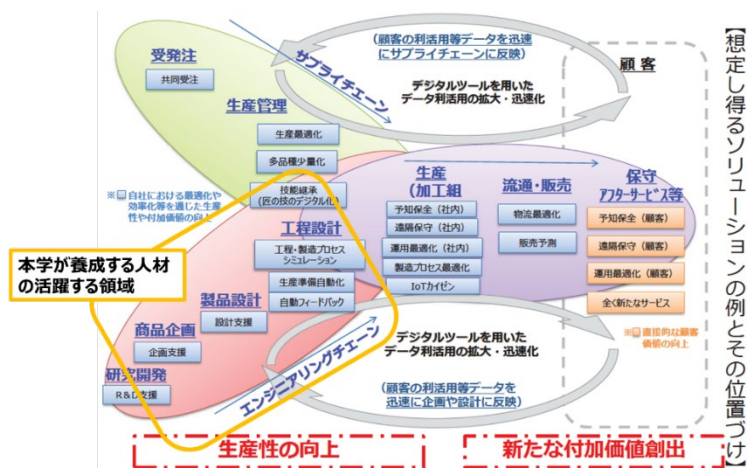 【想定し得るソリューションの例とその位置づけ】
受発注
共同受注
サプライチェーン
(顧客の利活用等データを迅速
にサプライチェーンに反映)
顧客
デジタルツールを用いた
データ利用の拡大・迅速化
生産管理
生産最適化
多品種少量化
技能継承
(匠の技のデジタル化)
※□自社における最適化や
効率化等を通じた生産
性や付加価値の向上
生産
(加工組
予知保全(社内)
遠隔保守(社内)
運用最適化(社内)
製造プロセス最適化
IoTカイゼン
流通・販売
物流最適化
販売予測
保守
アフターサービス等
予知保全(顧客)
遠隔保守(顧客)
運用最適化(顧客)
全く新たなサービス
※□直接的な顧客
価値の向上
本学が養成する人材
の活躍する領域
工程設計
工程・製造プロセス
シミュレーション
生産準備自動化
自動フィードバック
製品設計
設計支援
商品企画
企画支援
研究開発
R&D支援
エンジニアリングチェーン
デジタルツールを用いた
データ利用の拡大・迅速化
(顧客の利活用等データを
迅速に企画や設計に反映)
生産性の向上
新たな付加価値創出